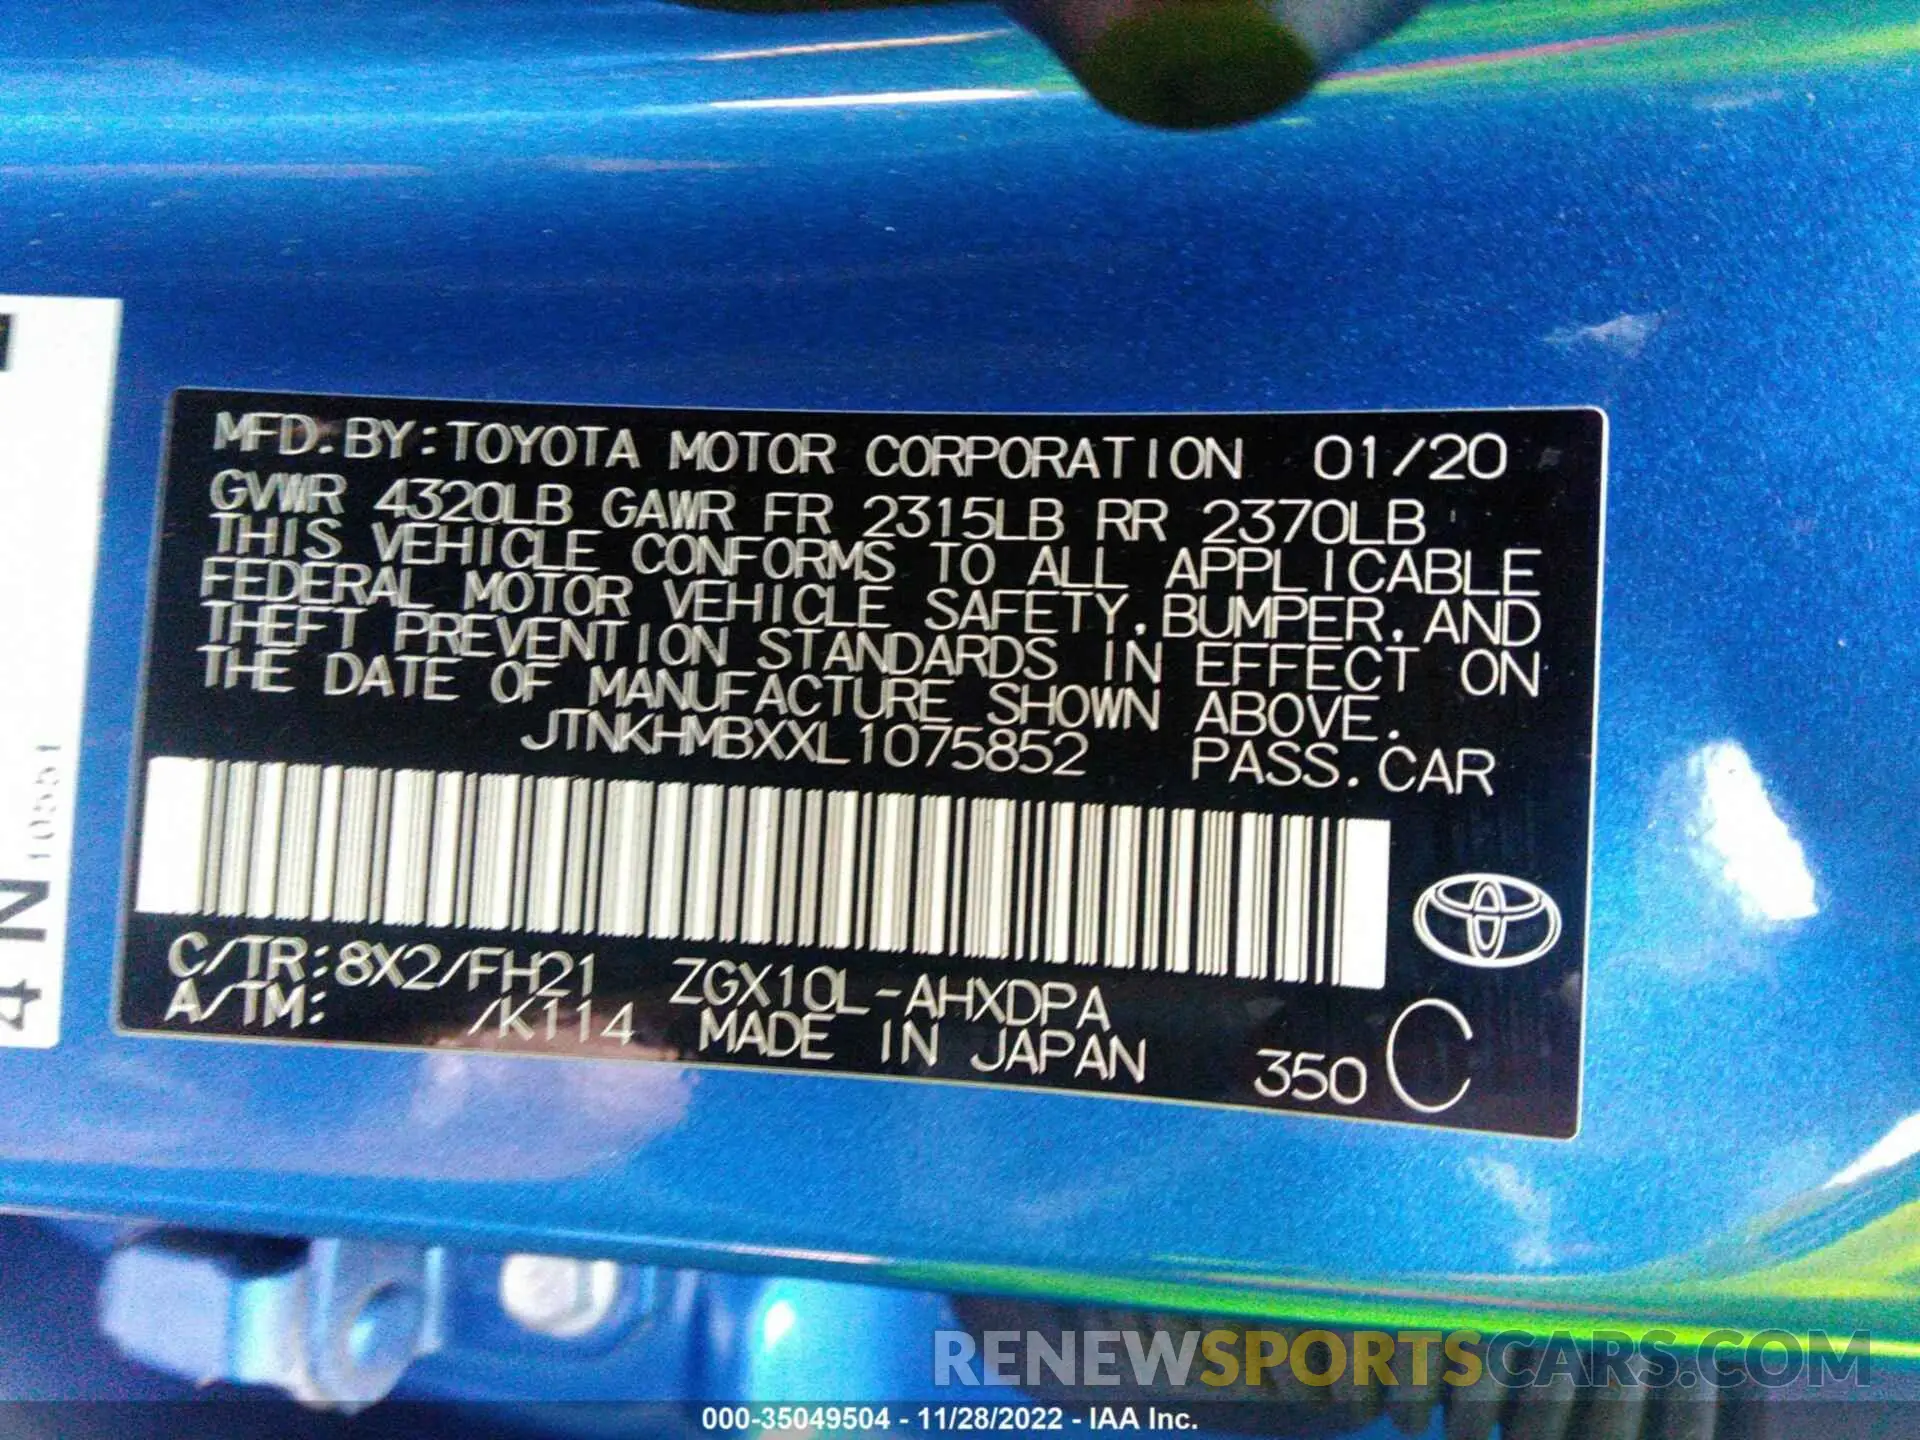 MFD. BY:TOYOTA MOTOR CORPORATION 01/20
GVWR 4320LB GAWR FR 2315LB RR 2370LB
THIS VEHICLE CONFORMS TO ALL APPLICABLE
FEDERAL MOTOR VEHICLE SAFETY, BUMPER, AND
THEFT PREVENTION STANDARDS IN EFFECT ON
THE DATE OF MANUFACTURE SHOWN ABOVE.
JTNKHMBXXL1075852 PASS. CAR
C/TR:8X2/FH21 ZGX10L-AHXDPA
A/TM: /K114 MADE IN JAPAN 350 C
4 N
10551
RENEWSPORTSCARS.COM
000-35049504 - 11/28/2022 - IAA Inc.